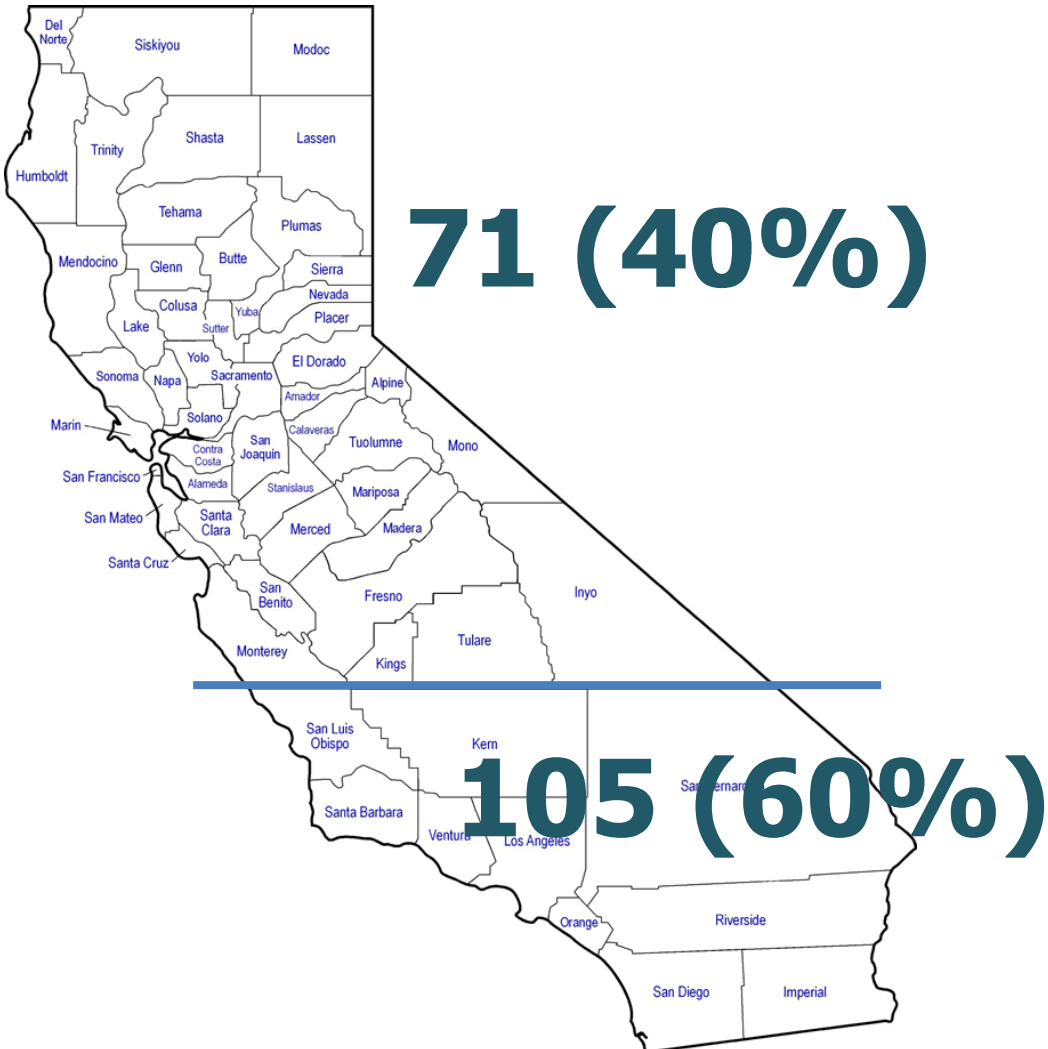 Del
Norte
Siskiyou
Modoc
Shasta
Lassen
Trinity
Humboldt
Tehama
Plumas
71 (40%)
Mendocino
Glenn
Butte
Sierra
Nevada
Colusa
Yuba
Placer
Lake
Sutter
Yolo
El Dorado
Sonoma
Napa
Sacramento
Alpine
Amador
Solano
Marin
Calaveras
Contra
Costa
San
Joaquin
Tuolumne
Mono
San Francisco
Alameda
Stanislaus
Mariposa
San Mateo
Santa
Clara
Merced
Madera
Santa Cruz
San
Benito
Fresno
Inyo
Monterey
Kings
Tulare
San Luis
Obispo
Kern
105 (60%)
Santa Barbara
Ventura
Los Angeles
Orange
Riverside
San Diego
Imperial